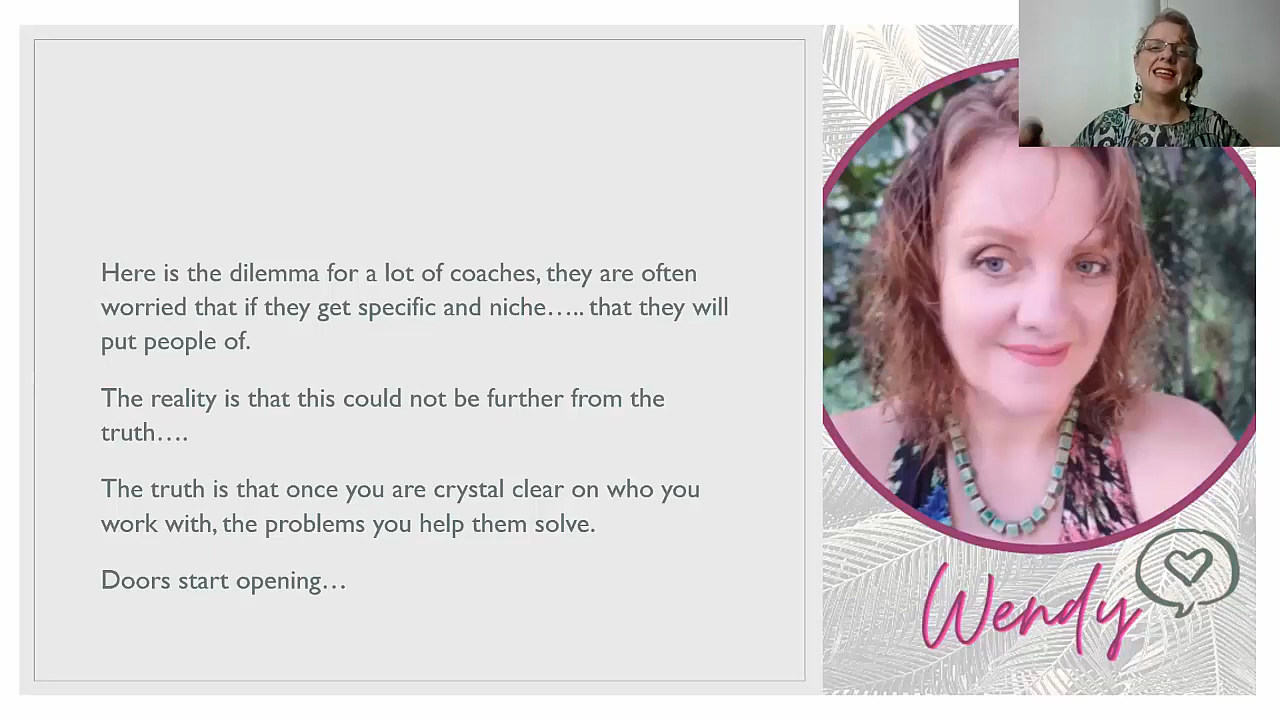 Here is the dilemma for a lot of coaches, they are often
worried that if they get specific and niche….. that they will
put people of.
The reality is that this could not be further from the
truth….
The truth is that once you are crystal clear on who you
work with, the problems you help them solve.
Doors start opening…
Wendy